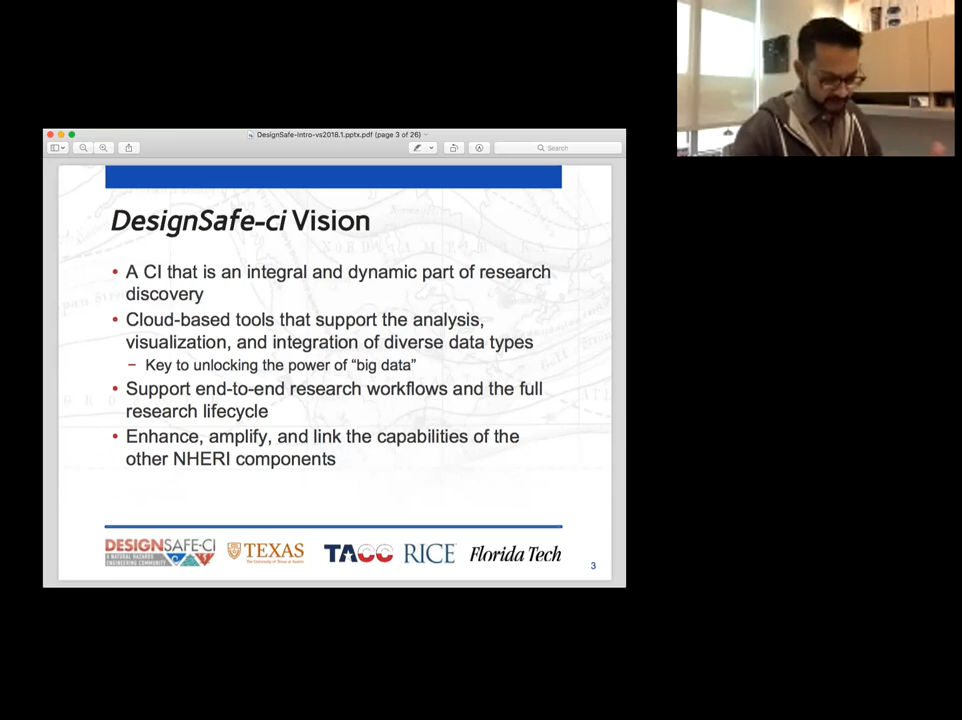 DesignSafe-Intro-vs2018.1.pptx.pdf (page 3 of 26)
Search
DesignSafe-ci Vision
• A CI that is an integral and dynamic part of research
discovery
• Cloud-based tools that support the analysis,
visualization, and integration of diverse data types
− Key to unlocking the power of “big data”
• Support end-to-end research workflows and the full
research lifecycle
• Enhance, amplify, and link the capabilities of the
other NHERI components
DESIGNSAFE-CI
A NATURAL HAZARDS
ENGINEERING COMMUNITY
TEXAS
The University of Texas at Austin
TACC
RICE
Florida Tech
3